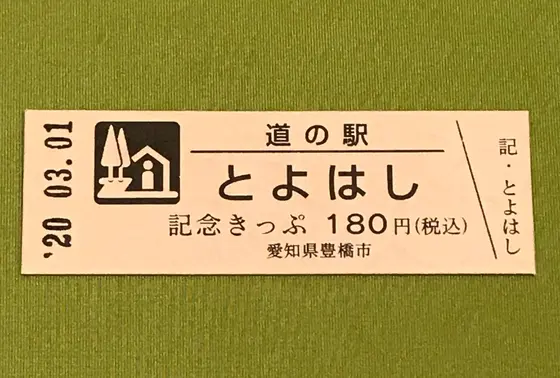 '20 03.01
道の駅
とよはし
記念きっぷ 180円(税込)
愛知県豊橋市
記・とよはし